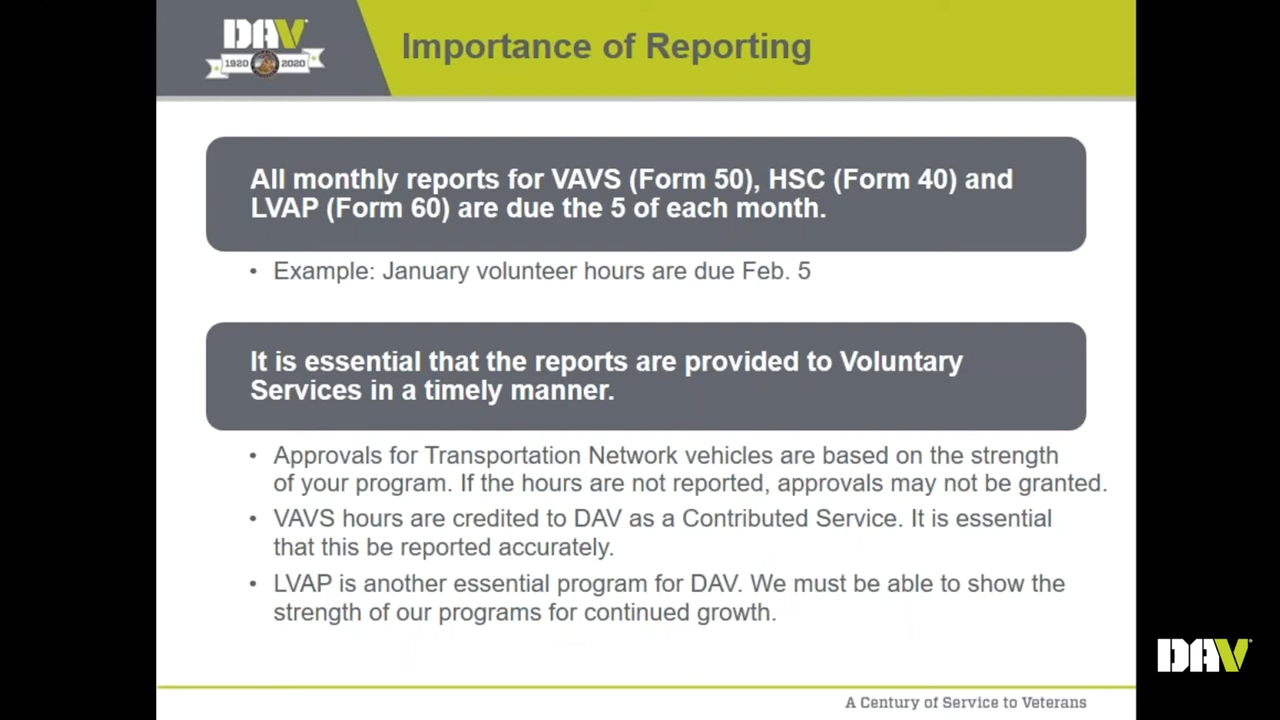 DAV
1920 2020
Importance of Reporting
All monthly reports for VAVS (Form 50), HSC (Form 40) and
LVAP (Form 60) are due the 5 of each month.
• Example: January volunteer hours are due Feb. 5
It is essential that the reports are provided to Voluntary
Services in a timely manner.
• Approvals for Transportation Network vehicles are based on the strength
of your program. If the hours are not reported, approvals may not be granted.
• VAVS hours are credited to DAV as a Contributed Service. It is essential
that this be reported accurately.
• LVAP is another essential program for DAV. We must be able to show the
strength of our programs for continued growth.
DAV
A Century of Service to Veterans